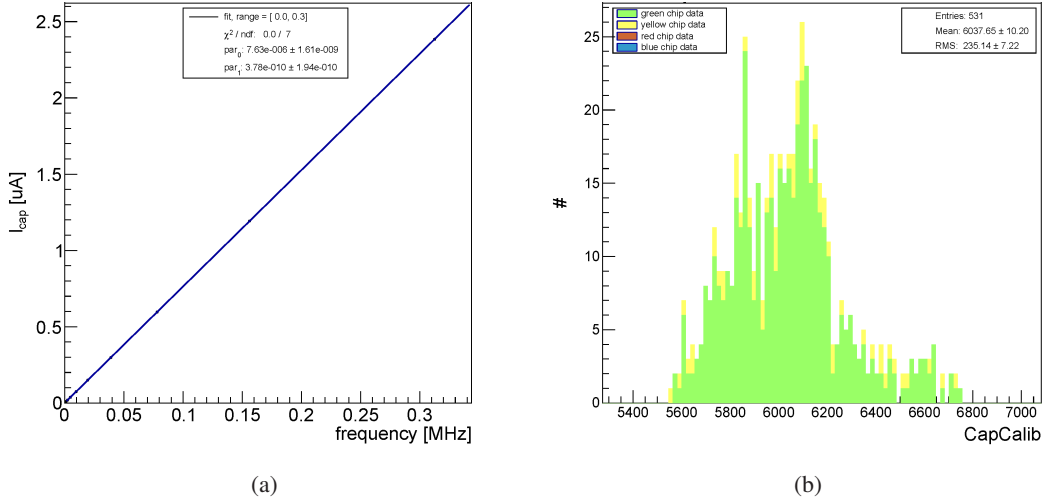 fit, range = [ 0.0, 0.3]
χ² / ndf: 0.0 / 7
par₀: 7.63e-006 ± 1.61e-009
par₁: 3.78e-010 ± 1.94e-010
2.5
2
1.5
1
0.5
0
I_cap [uA]
0 0.05 0.1 0.15 0.2 0.25 0.3
frequency [MHz]
(a)
green chip data
yellow chip data
red chip data
blue chip data
Entries: 531
Mean: 6037.65 ± 10.20
RMS: 235.14 ± 7.22
25
20
15
10
5
0
#
5400 5600 5800 6000 6200 6400 6600 6800 7000
CapCalib
(b)